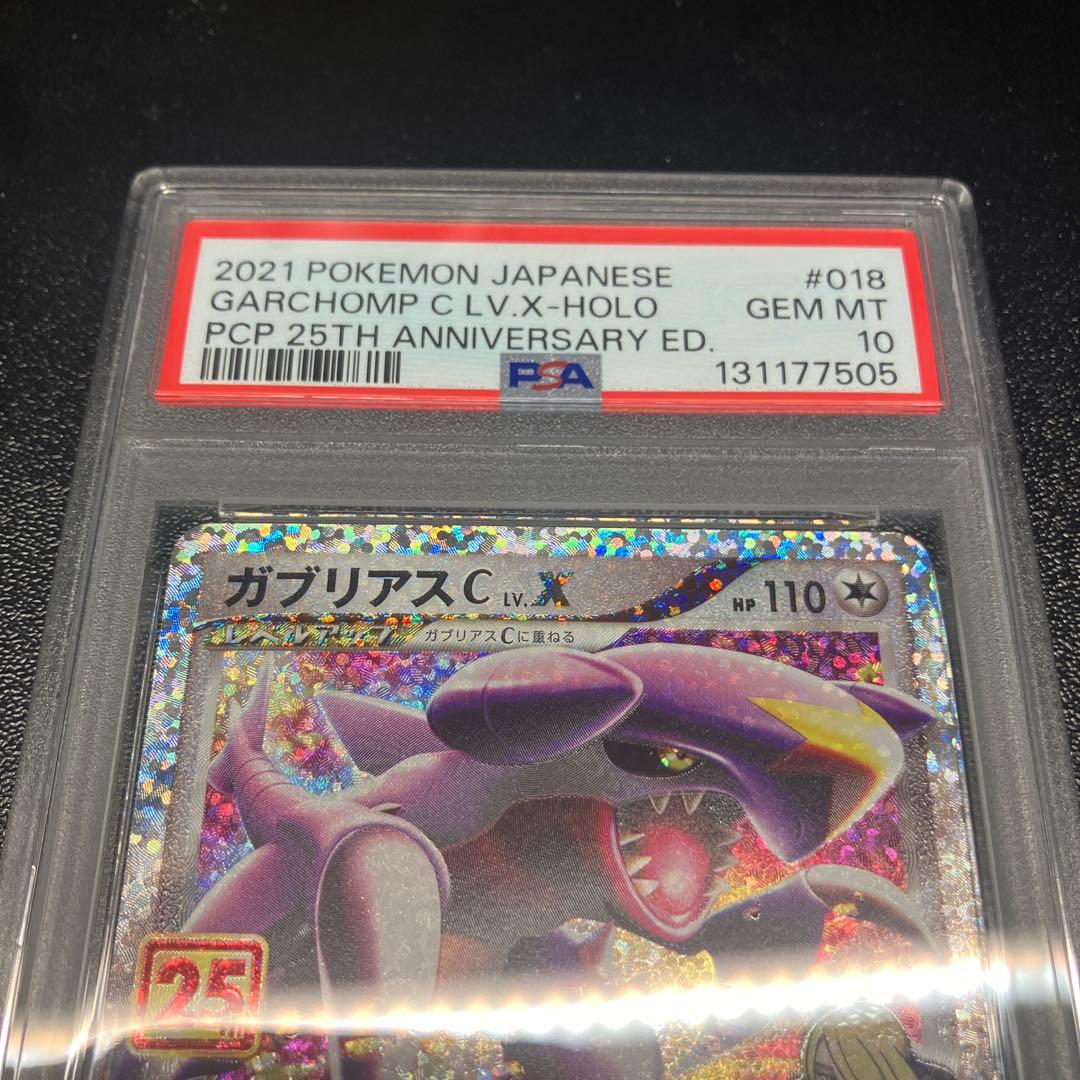 2021 POKEMON JAPANESE #018
GARCHOMP C LV.X-HOLO GEM MT
PCP 25TH ANNIVERSARY ED. 10
PSA 131177505
ガブリアスC LV.X HP 110
レベルアップ ガブリアスCに重ねる
25